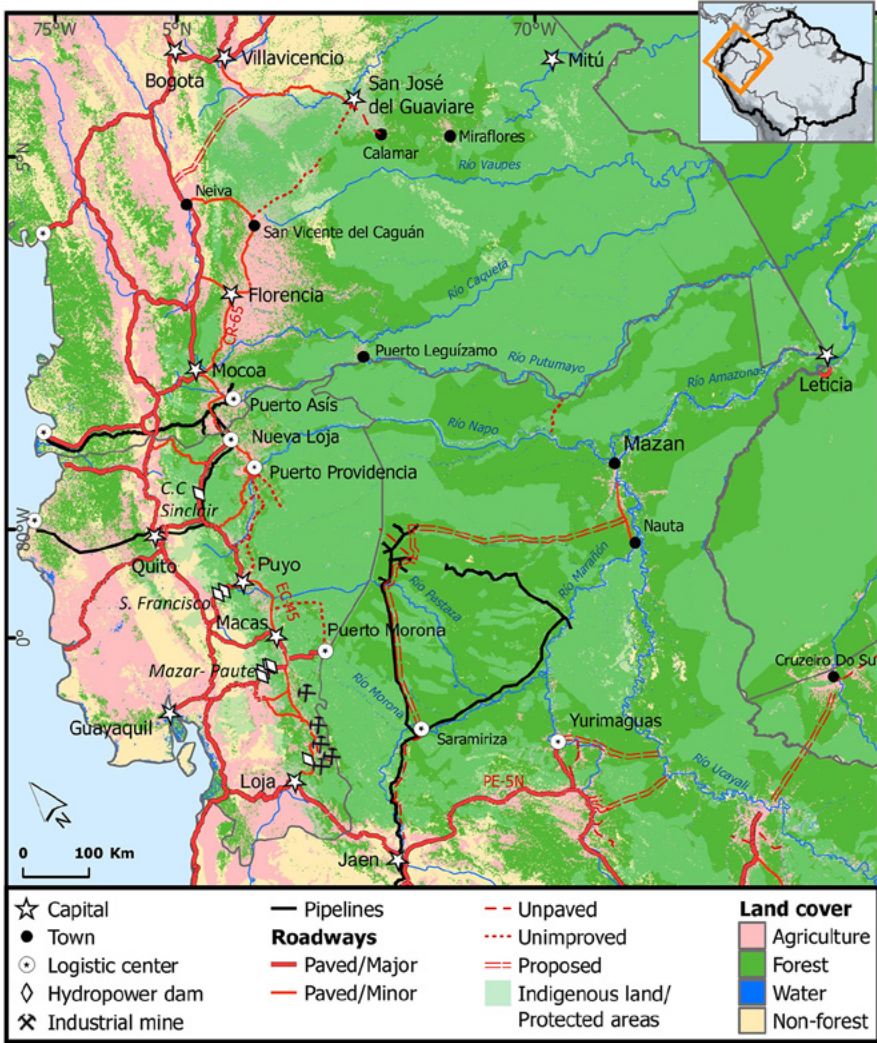 75°W
5°N
70°W
Bogota
Villavicencio
Mitú
San José
del Guaviare
Calamar
Miraflores
5°N
Río Vaupes
Neiva
San Vicente del Caguán
Río Caquetá
Florencia
CR-65
Mocoa
Puerto Leguízamo
Río Putumayo
Río Amazonas
Leticia
Puerto Asís
Río Napo
Nueva Loja
Mazan
Puerto Providencia
C.C
Sinclair
80°W
Nauta
Quito
Puyo
Río Marañón
S. Francisco
EC-45
Río Pastaza
Macas
0°
Puerto Morona
Mazar- Paute
Cruzeiro Do Su
Río Morona
Guayaquil
Saramiriza
Yurimaguas
Río Ucayali
Loja
PE-5N
N
0 100 Km
Jaen
Capital
Town
Logistic center
Hydropower dam
Industrial mine
Pipelines
Roadways
Paved/Major
Paved/Minor
Unpaved
Unimproved
Proposed
Indigenous land/
Protected areas
Land cover
Agriculture
Forest
Water
Non-forest